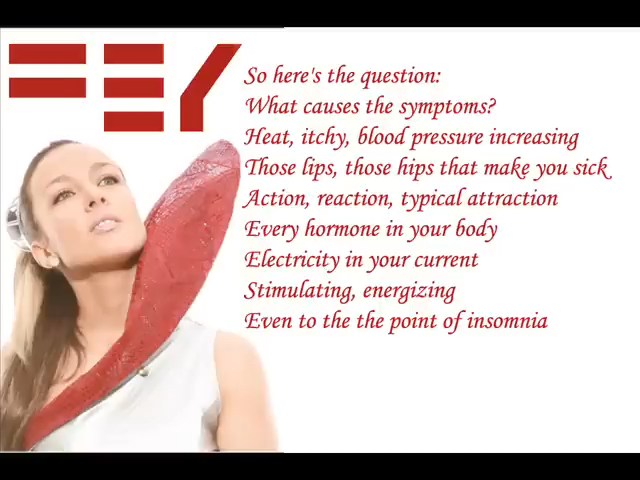 FEY
So here's the question:
What causes the symptoms?
Heat, itchy, blood pressure increasing
Those lips, those hips that make you sick
Action, reaction, typical attraction
Every hormone in your body
Electricity in your current
Stimulating, energizing
Even to the the point of insomnia